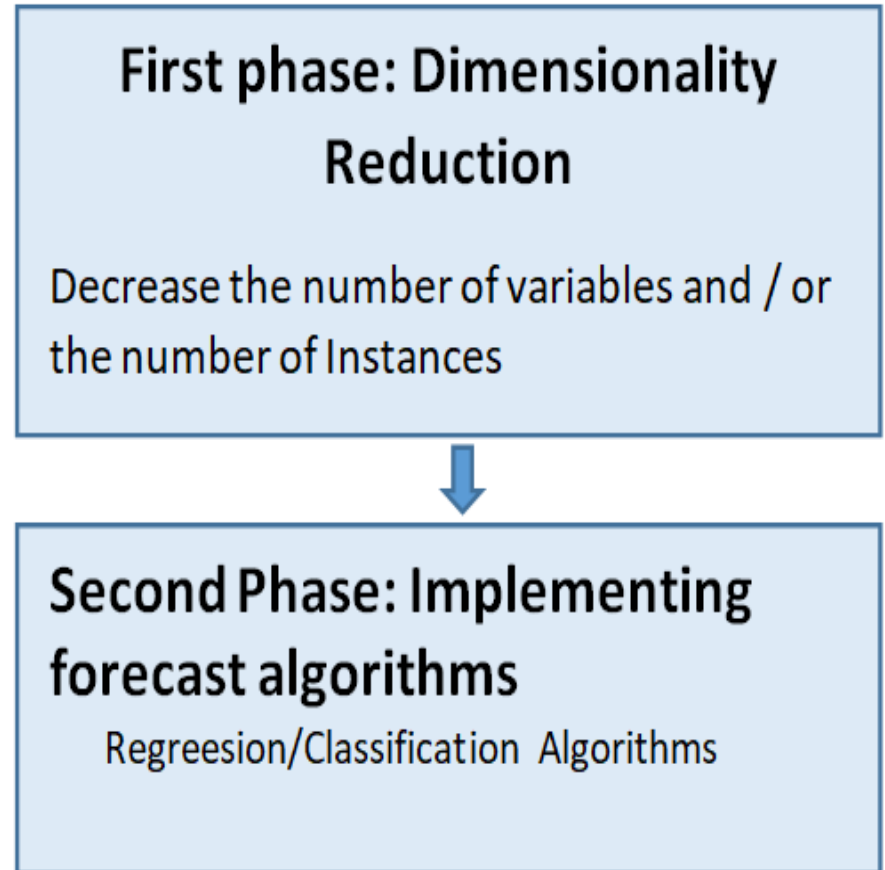 First phase: Dimensionality
Reduction
Decrease the number of variables and / or
the number of Instances
Second Phase: Implementing
forecast algorithms
Regreesion/Classification Algorithms